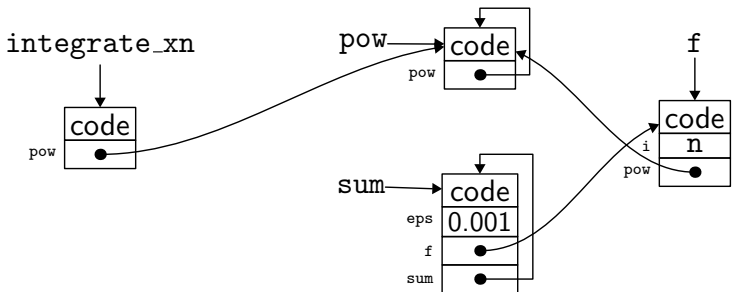 integrate_xn
code
pow
pow
code
pow
f
code
i n
pow
sum
code
eps 0.001
f
sum